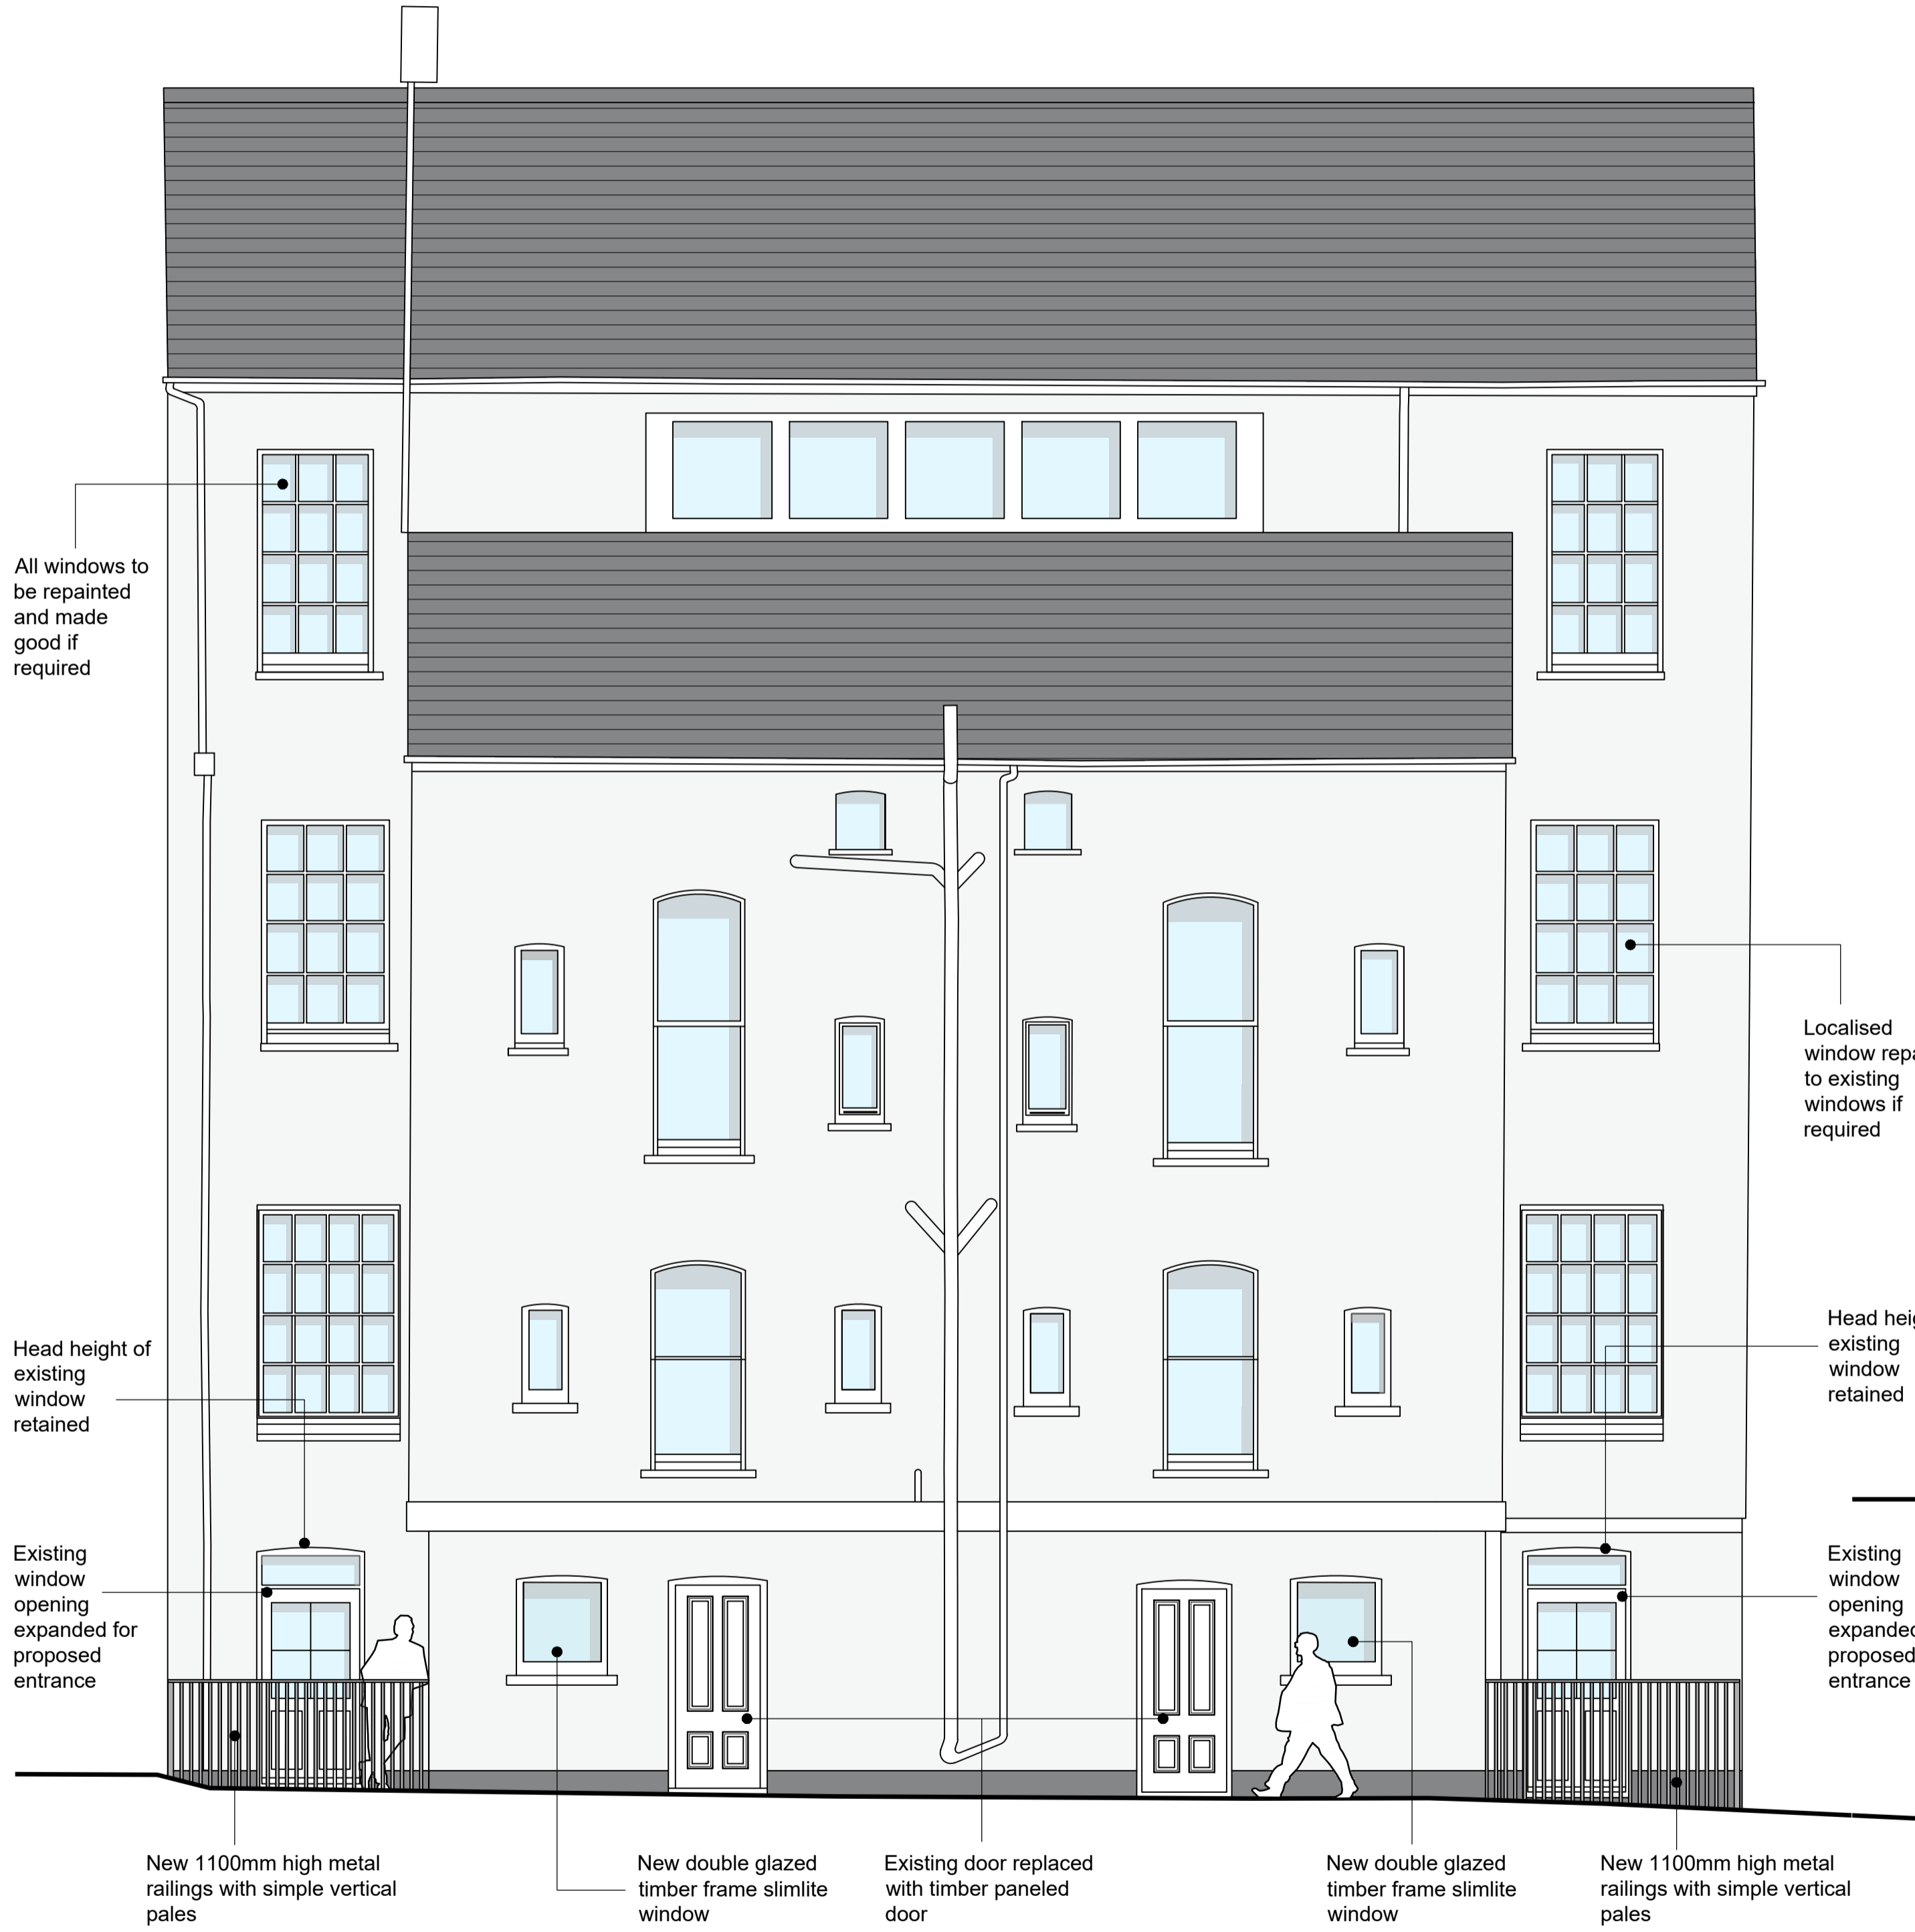 All windows to
be repainted
and made
good if
required
Localised
window
to existing
windows if
required
Head height of
existing
window
retained
Head
existing
window
retained
Existing
window
opening
expanded for
proposed
entrance
Existing
window
opening
expanded
proposed
entrance
New 1100mm high metal
railings with simple vertical
pales
New double glazed
timber frame slimlite
window
Existing door replaced
with timber paneled
door
New double glazed
timber frame slimlite
window
New 1100mm high metal
railings with simple vertical
pales